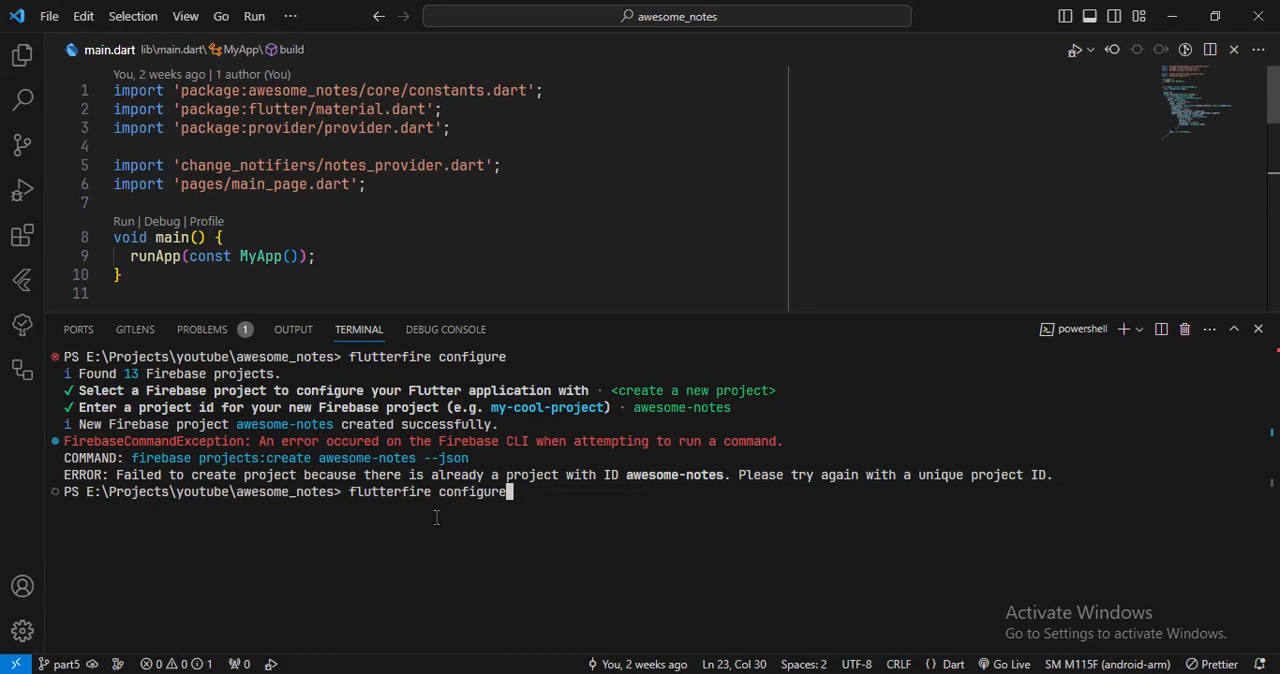 File Edit Selection View Go Run ··· awesome_notes
main.dart lib\main.dart\ MyApp\ build
You, 2 weeks ago | 1 author (You)
1 import 'package:awesome_notes/core/constants.dart';
2 import 'package:flutter/material.dart';
3 import 'package:provider/provider.dart';
4
5 import 'change_notifiers/notes_provider.dart';
6 import 'pages/main_page.dart';
7
Run | Debug | Profile
8 void main() {
9 runApp(const MyApp());
10 }
11
PORTS GITLENS PROBLEMS 1 OUTPUT TERMINAL DEBUG CONSOLE powershell
PS E:\Projects\youtube\awesome_notes> flutterfire configure
i Found 13 Firebase projects.
✓ Select a Firebase project to configure your Flutter application with · <create a new project>
✓ Enter a project id for your new Firebase project (e.g. my-cool-project) · awesome-notes
i New Firebase project awesome-notes created successfully.
FirebaseCommandException: An error occured on the Firebase CLI when attempting to run a command.
COMMAND: firebase projects:create awesome-notes --json
ERROR: Failed to create project because there is already a project with ID awesome-notes. Please try again with a unique project ID.
PS E:\Projects\youtube\awesome_notes> flutterfire configure
Activate Windows
Go to Settings to activate Windows.
part5 0 0 1 0 You, 2 weeks ago Ln 23, Col 30 Spaces: 2 UTF-8 CRLF {} Dart Go Live SM M115F (android-arm) Prettier